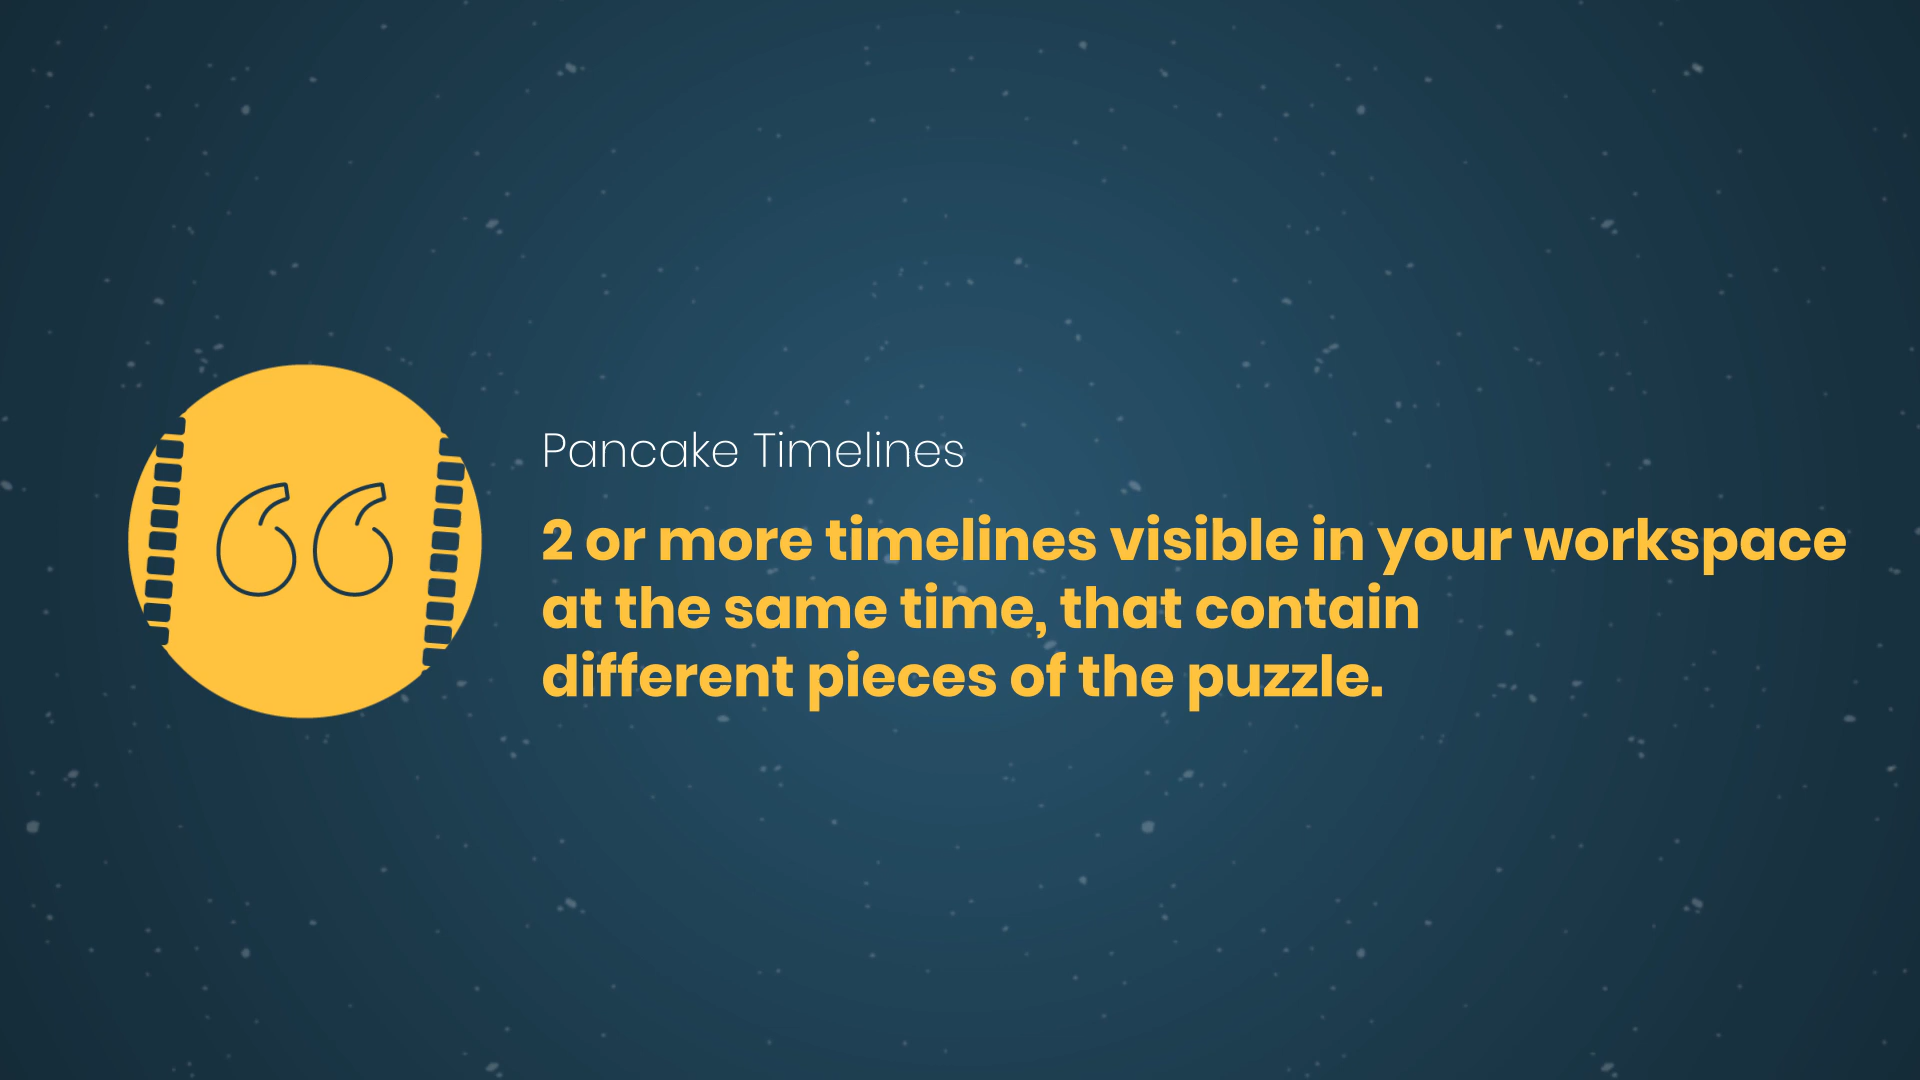 Pancake Timelines
2 or more timelines visible in your workspace
at the same time, that contain
different pieces of the puzzle.